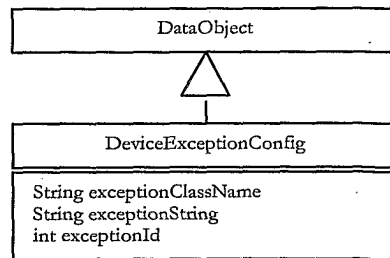 DataObject
DeviceExceptionConfig
String exceptionClassName
String exceptionString
int exceptionId